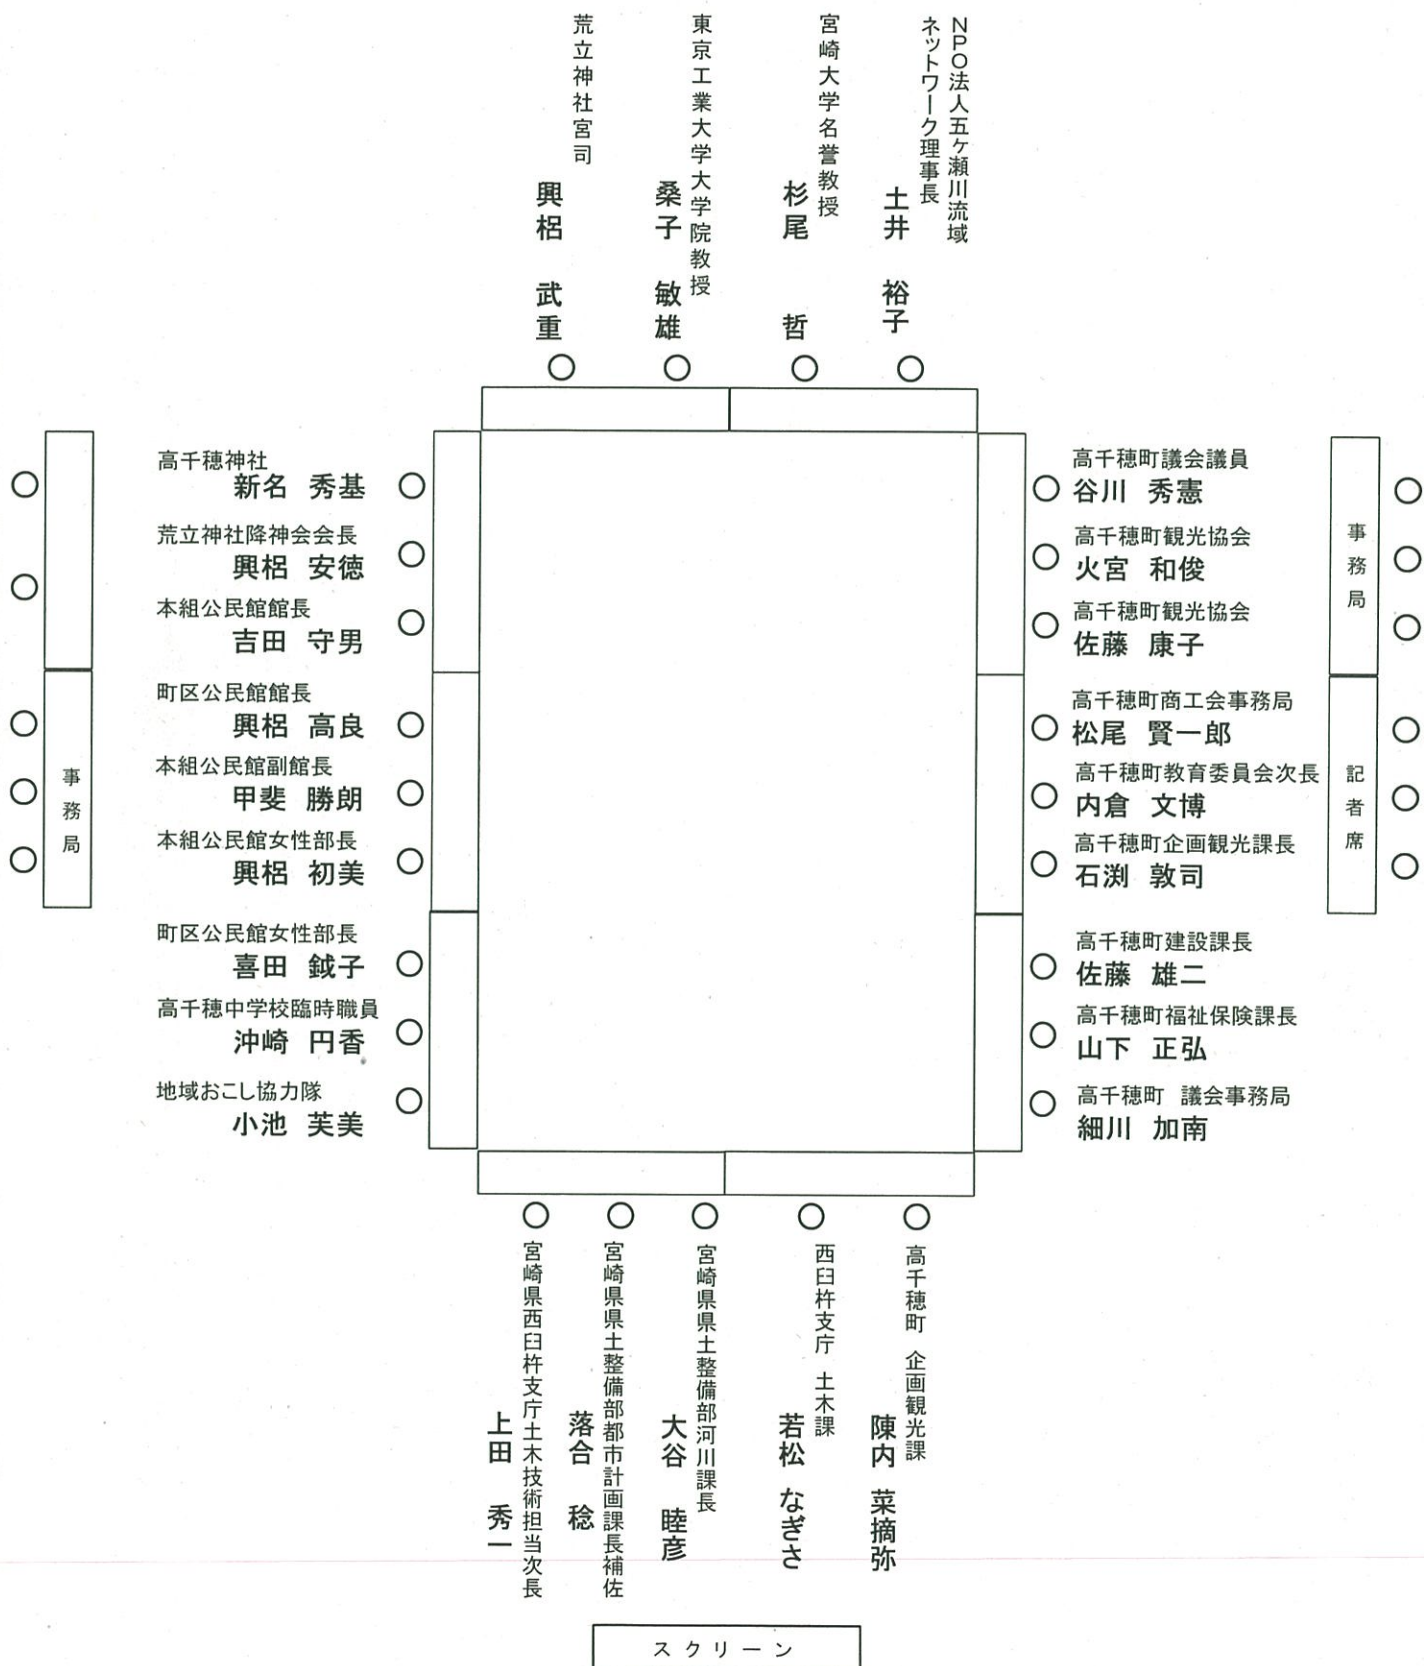 NPO法人五ヶ瀬川流域
ネットワーク理事長
土井 裕子
宮崎大学名誉教授
杉尾 哲
東京工業大学大学院教授
桑子 敏雄
荒立神社宮司
興梠 武重
高千穂神社
新名 秀基
荒立神社降神会会長
興梠 安徳
本組公民館館長
吉田 守男
町区公民館館長
興梠 高良
本組公民館副館長
甲斐 勝朗
本組公民館女性部長
興梠 初美
町区公民館女性部長
喜田 鉞子
高千穂中学校臨時職員
沖崎 円香
地域おこし協力隊
小池 芙美
事務局
高千穂町議会議員
谷川 秀憲
高千穂町観光協会
火宮 和俊
高千穂町観光協会
佐藤 康子
高千穂町商工会事務局
松尾 賢一郎
高千穂町教育委員会次長
内倉 文博
高千穂町企画観光課長
石渕 敦司
高千穂町建設課長
佐藤 雄二
高千穂町福祉保険課長
山下 正弘
高千穂町 議会事務局
細川 加南
事務局
記者席
高千穂町 企画観光課
陳内 菜摘弥
西臼杵支庁 土木課
若松 なぎさ
宮崎県県土整備部河川課長
大谷 睦彦
宮崎県県土整備部都市計画課長補佐
落合 稔
宮崎県西臼杵支庁土木技術担当次長
上田 秀一
スクリーン